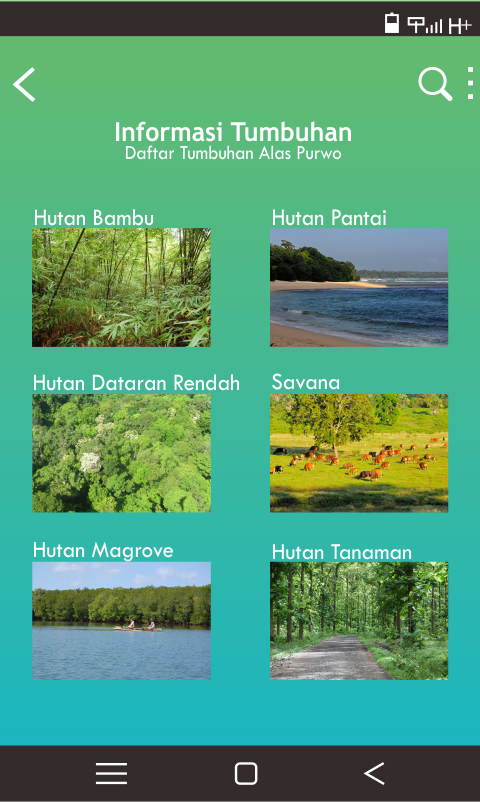 H+
Informasi Tumbuhan
Daftar Tumbuhan Alas Purwo
Hutan Bambu
Hutan Pantai
Hutan Dataran Rendah
Savana
Hutan Magrove
Hutan Tanaman